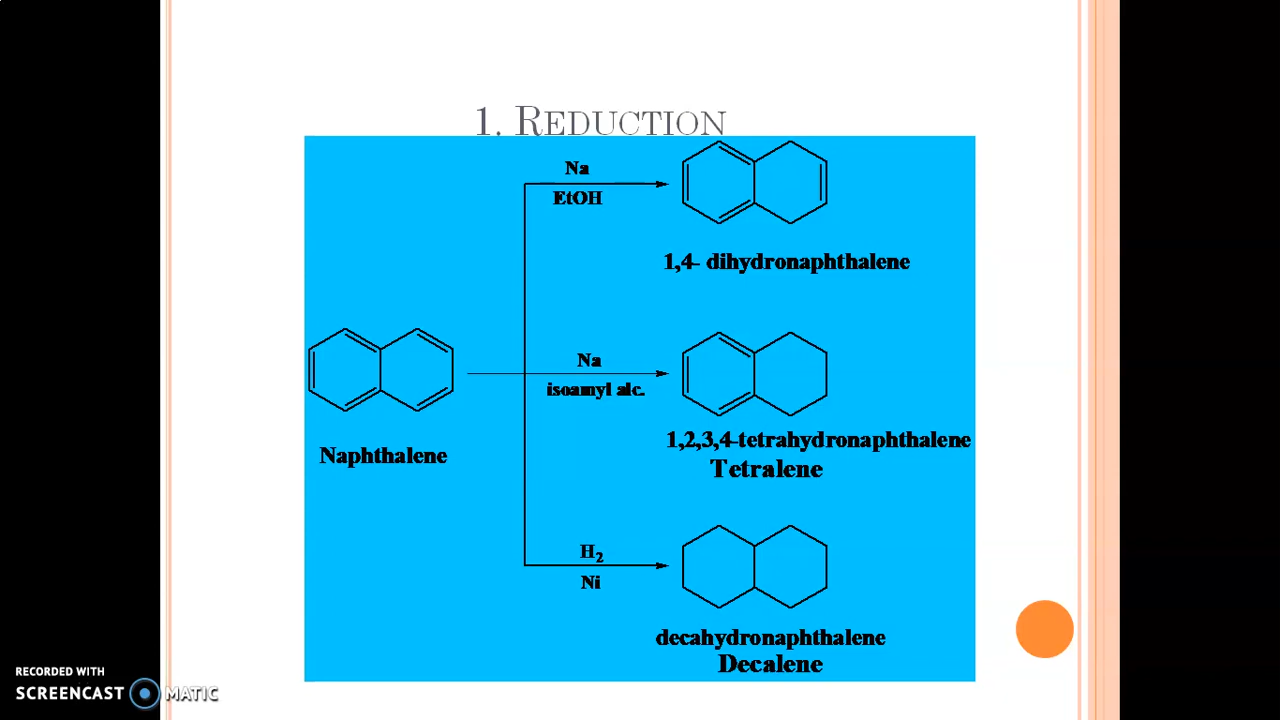 1. REDUCTION
Na
EtOH
1,4- dihydronaphthalene
Na
isoamyl alc.
Naphthalene
1,2,3,4-tetrahydronaphthalene
Tetralene
H2
Ni
decahydronaphthalene
Decalene
RECORDED WITH
SCREENCAST MATIC